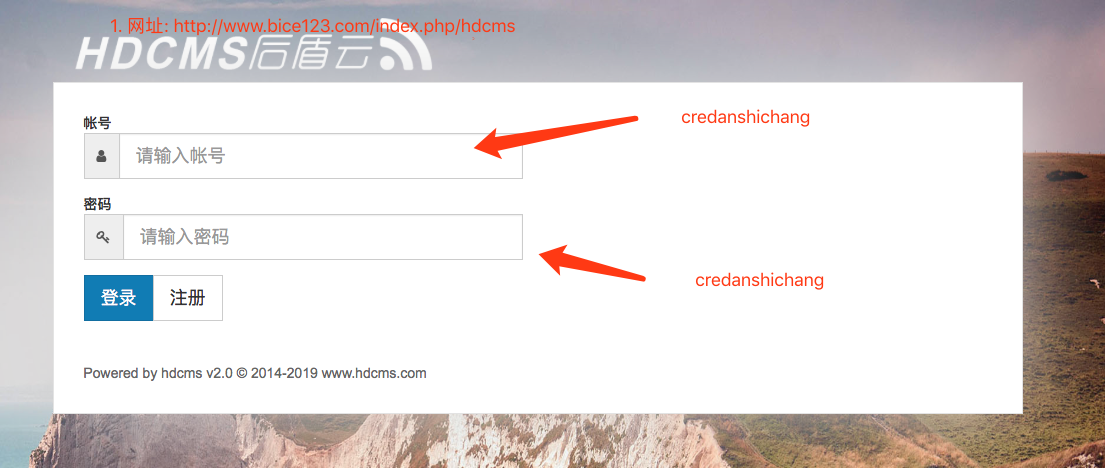 1. 网址: http://www.bice123.com/index.php/hdcms
HDCMS后盾云
帐号
credanshichang
请输入帐号
密码
请输入密码
credanshichang
登录 注册
Powered by hdcms v2.0 © 2014-2019 www.hdcms.com